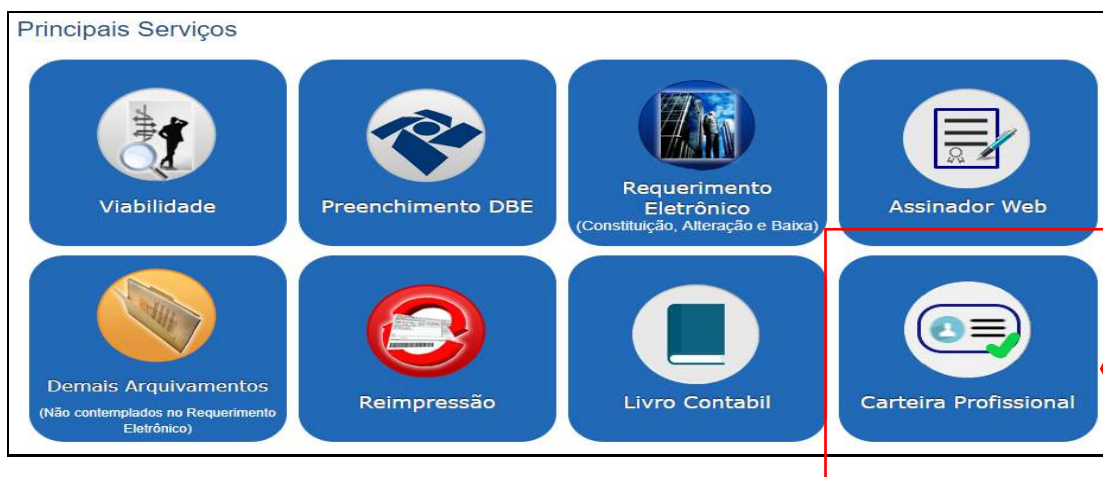 Principais Serviços
Viabilidade
Preenchimento DBE
Requerimento
Eletrônico
(Constituição, Alteração e Baixa)
Assinador Web
Demais Arquivamentos
(Não contemplados no Requerimento
Eletrônico)
Reimpressão
Livro Contabil
Carteira Profissional